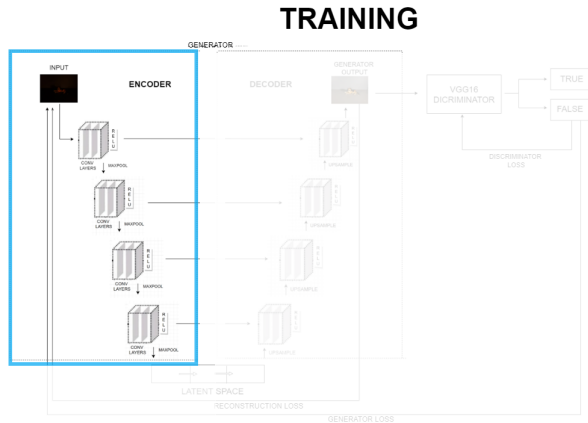 TRAINING
GENERATOR
INPUT
ENCODER
DECODER
GENERATOR
OUTPUT
VGG16
DICRIMINATOR
TRUE
FALSE
DISCRIMINATOR
LOSS
RELU
CONV
LAYERS
MAXPOOL
UPSAMPLE
RELU
CONV
LAYERS
MAXPOOL
UPSAMPLE
RELU
CONV
LAYERS
MAXPOOL
UPSAMPLE
RELU
CONV
LAYERS
MAXPOOL
UPSAMPLE
LATENT SPACE
RECONSTRUCTION LOSS
GENERATOR LOSS